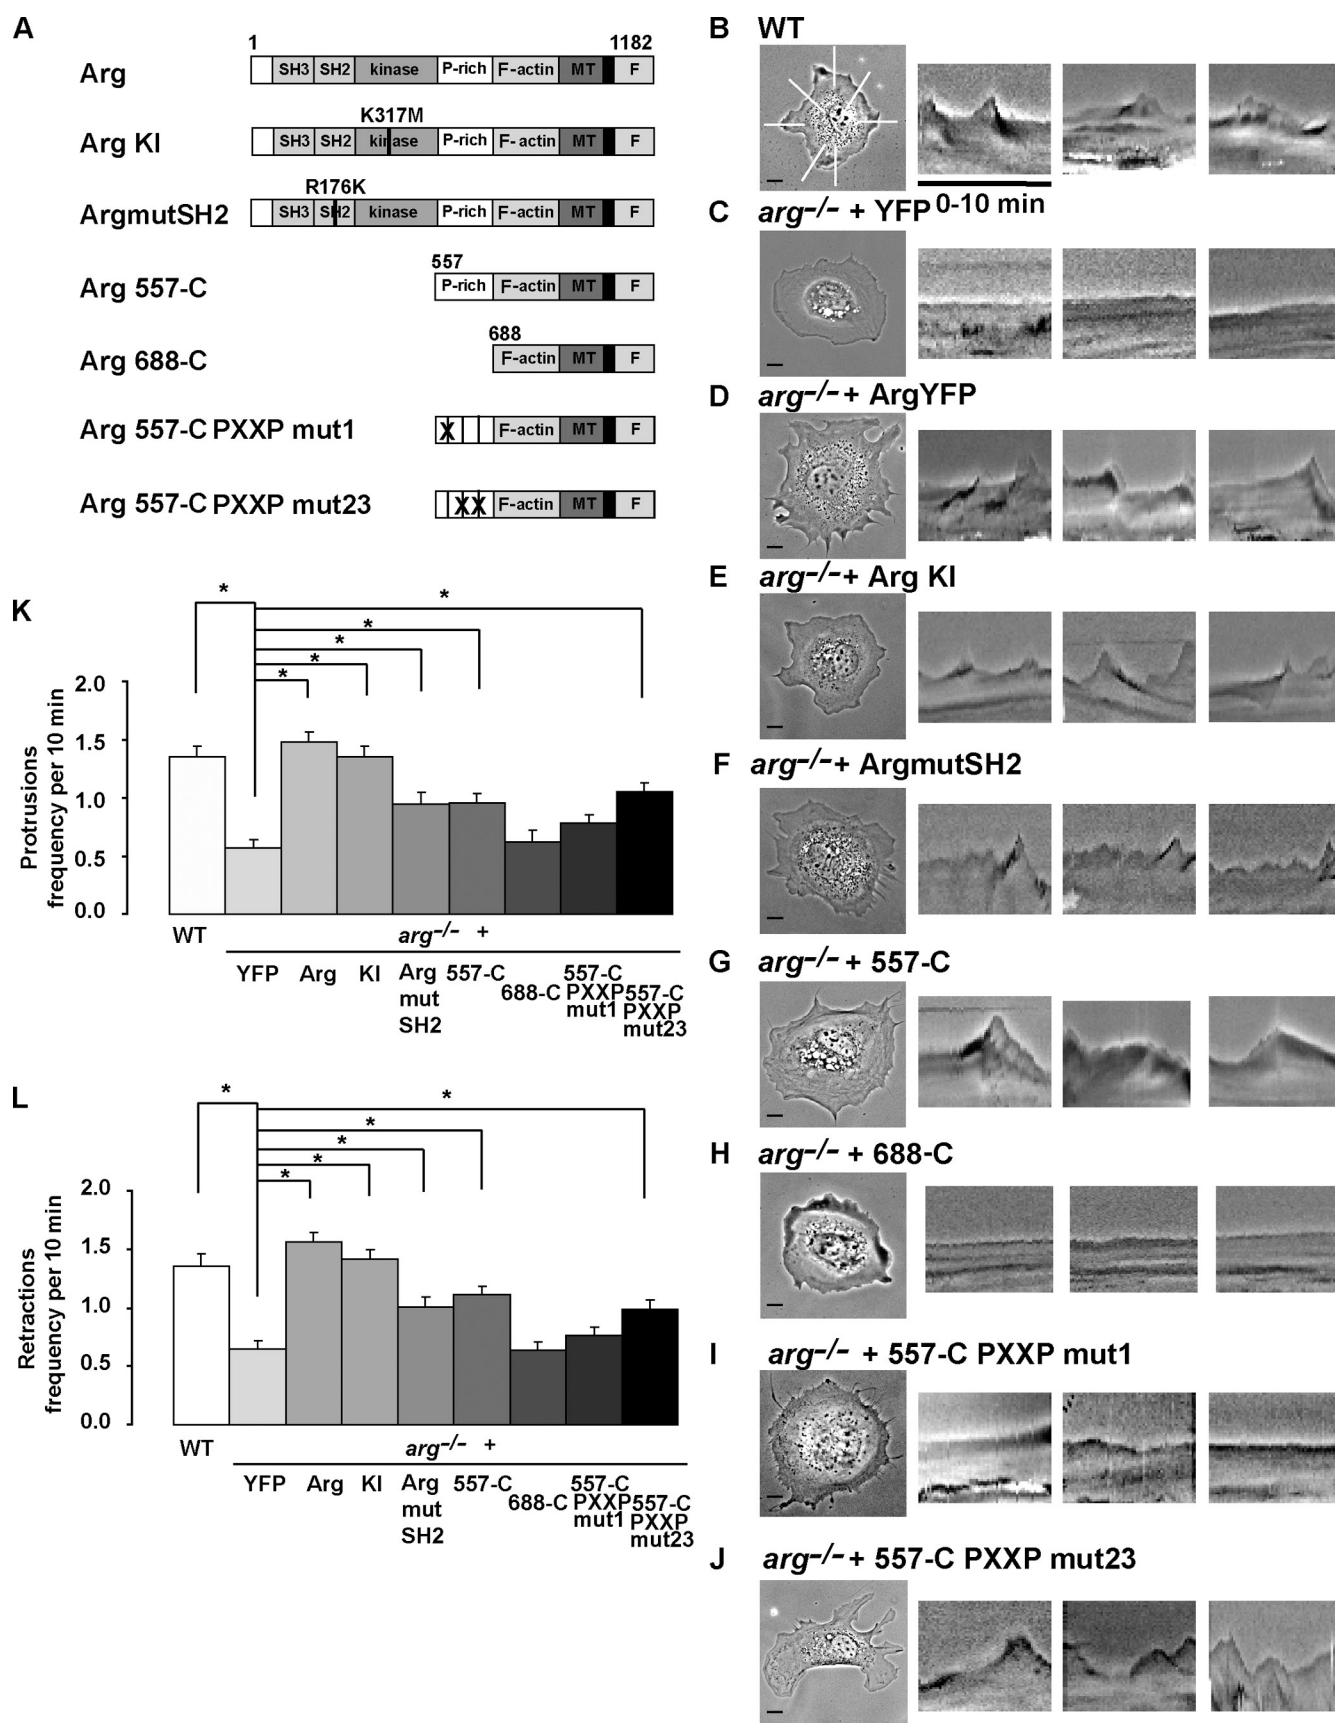 A
1 1182
Arg SH3 SH2 kinase P-rich F-actin MT F
K317M
Arg KI SH3 SH2 kinase P-rich F-actin MT F
R176K
ArgmutSH2 SH3 SH2 kinase P-rich F-actin MT F
557
Arg 557-C P-rich F-actin MT F
688
Arg 688-C F-actin MT F
Arg 557-C PXXP mut1 X F-actin MT F
Arg 557-C PXXP mut23 X X F-actin MT F
B WT
0-10 min
C arg-/- + YFP
D arg-/- + ArgYFP
E arg-/- + Arg KI
F arg-/- + ArgmutSH2
G arg-/- + 557-C
H arg-/- + 688-C
I arg-/- + 557-C PXXP mut1
J arg-/- + 557-C PXXP mut23
K
* * * * * *
Protrusions
frequency per 10 min
2.0
1.5
1.0
0.5
0.0
WT
arg-/- +
YFP
Arg
KI
Arg
mut
SH2
557-C
688-C
557-C
PXXP
mut1
557-C
PXXP
mut23
L
* * * * * *
Retractions
frequency per 10 min
2.0
1.5
1.0
0.5
0.0
WT
arg-/- +
YFP
Arg
KI
Arg
mut
SH2
557-C
688-C
557-C
PXXP
mut1
557-C
PXXP
mut23